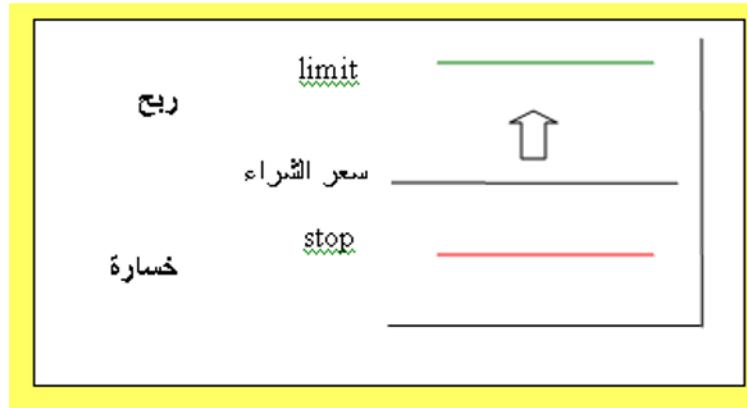 limit
ربح
سعر الشراء
stop
خسارة